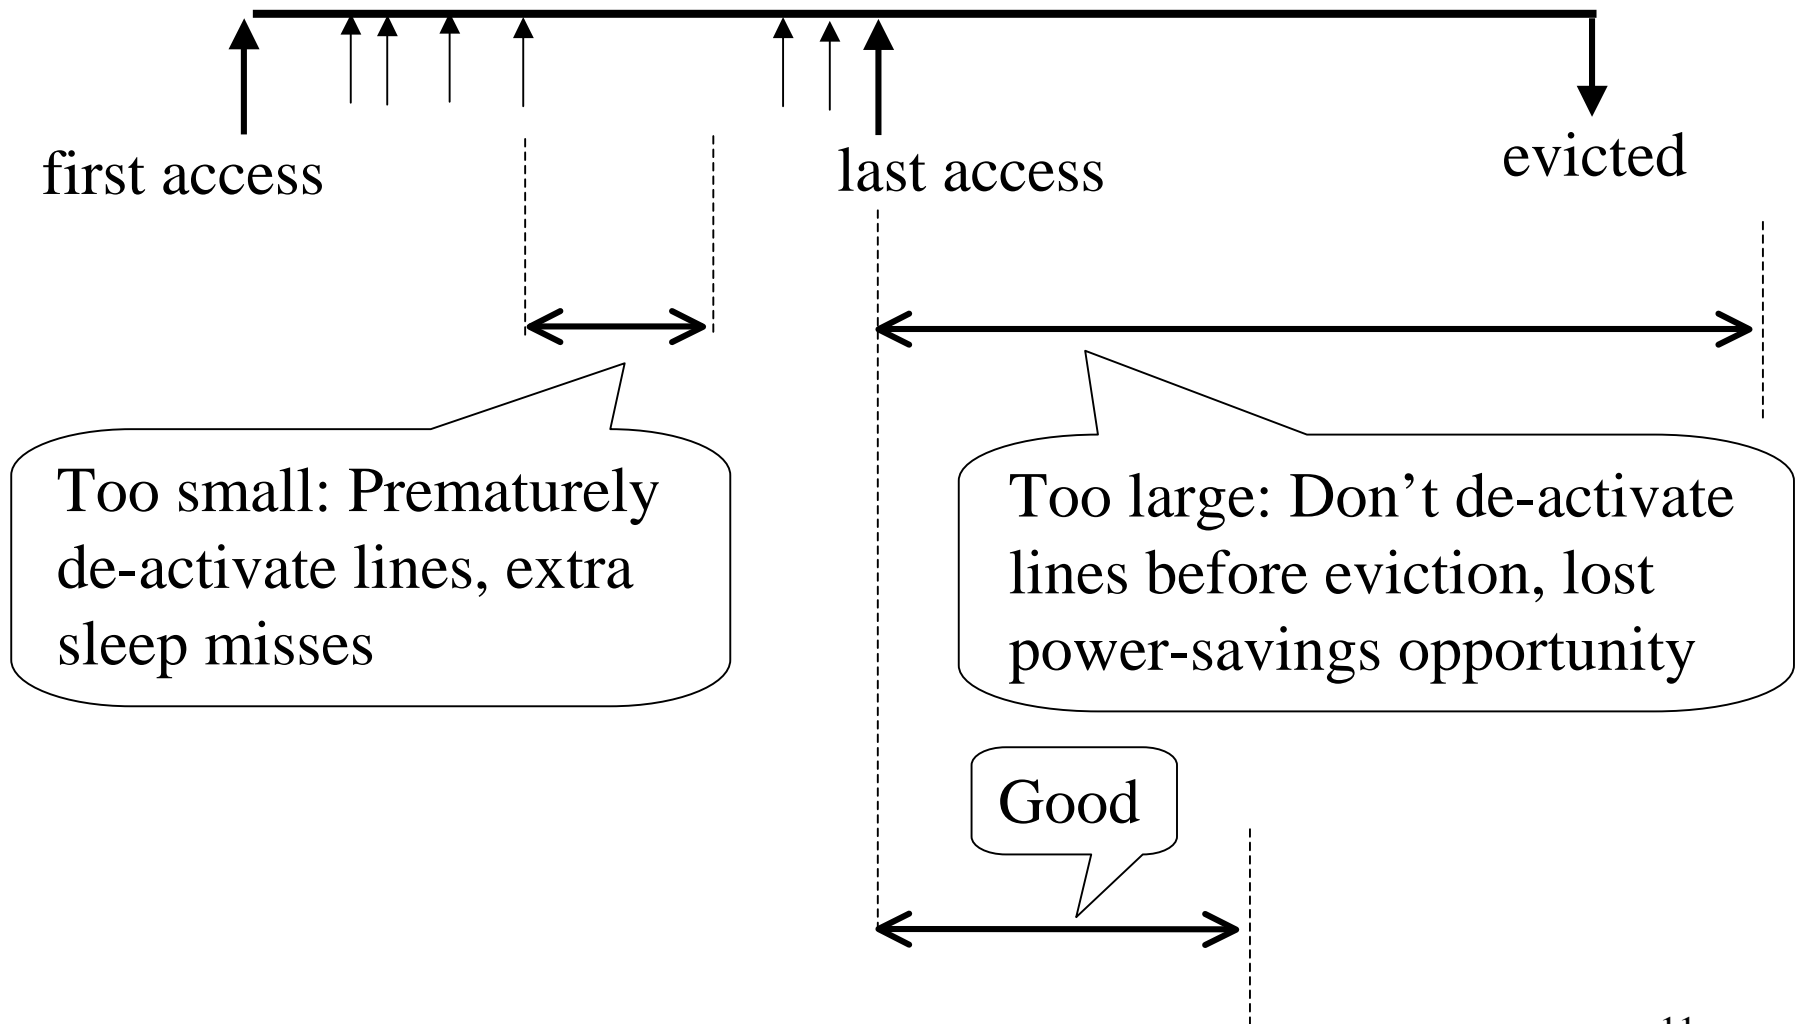 first access
last access
evicted
Too small: Prematurely
de-activate lines, extra
sleep misses
Too large: Don’t de-activate
lines before eviction, lost
power-savings opportunity
Good